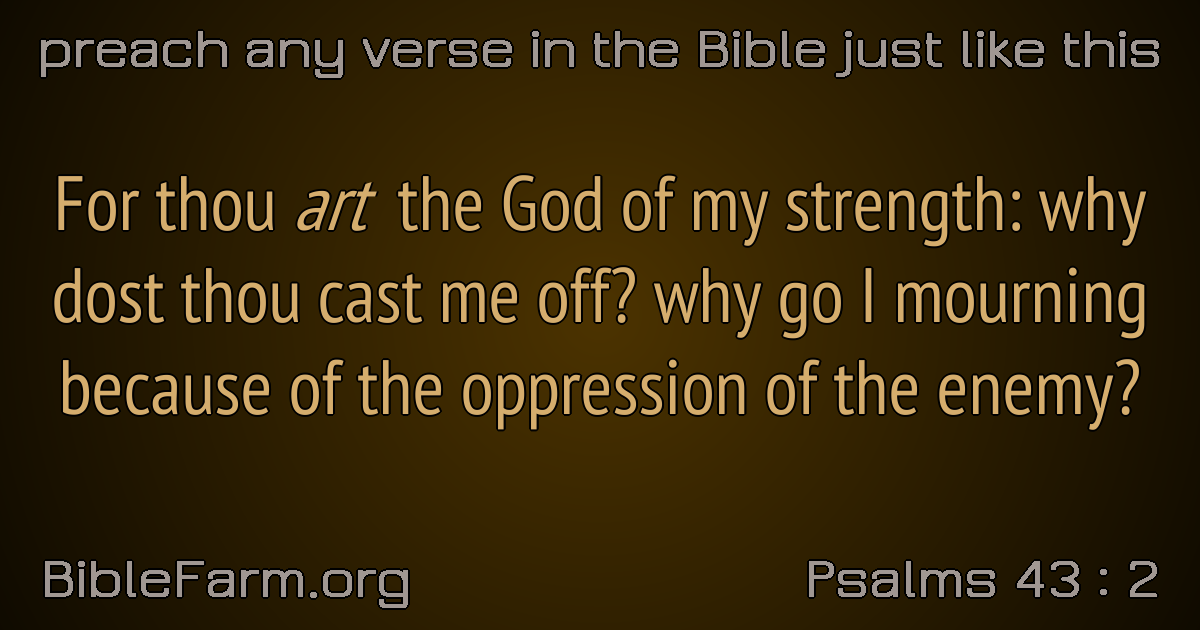 preach any verse in the Bible just like this
For thou art the God of my strength: why
dost thou cast me off? why go I mourning
because of the oppression of the enemy?
BibleFarm.org
Psalms 43 : 2